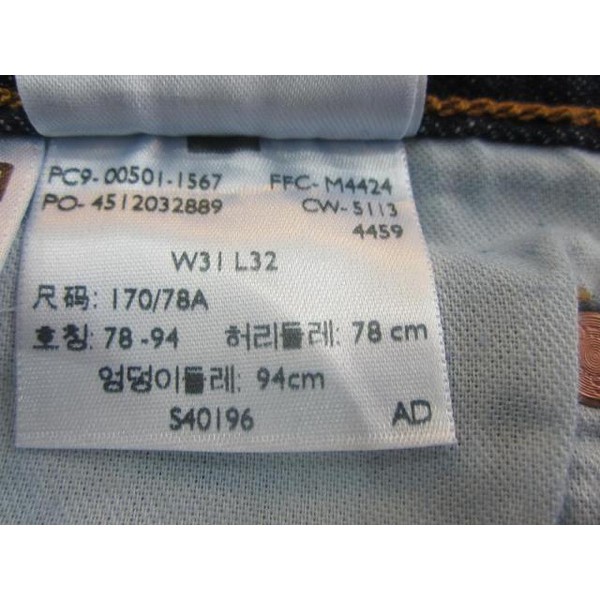 PC9-00501-1567 FFC-M4424
PO-4512032889 CW-5113
4459
W31 L32
尺码: 170/78A
호칭: 78-94 허리둘레: 78 cm
엉덩이둘레: 94cm
S40196 AD